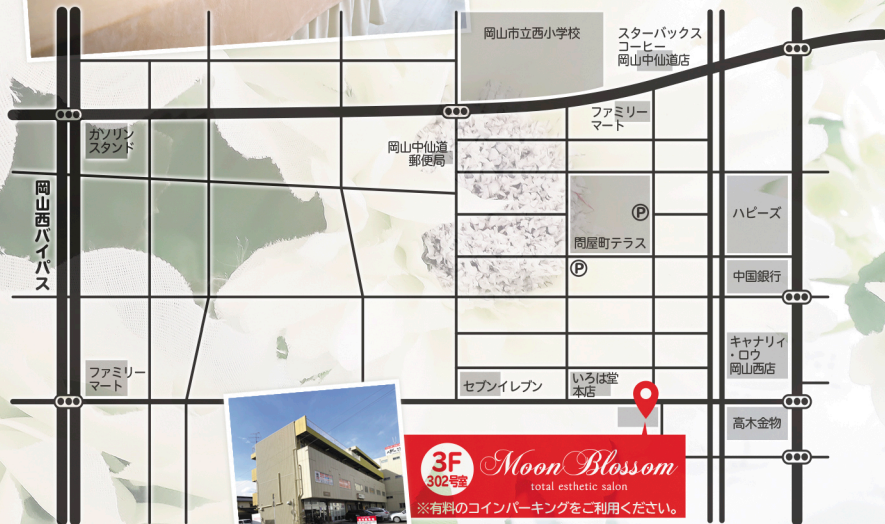 岡山市立西小学校
スターバックス
コーヒー
岡山中仙道店
ファミリー
マート
ガソリン
スタンド
岡山中仙道
郵便局
岡山西バイパス
P
問屋町テラス
P
ハピーズ
中国銀行
キャナリィ
・ロウ
岡山西店
ファミリー
マート
セブンイレブン
いろは堂
本店
高木金物
3F
302号室
Moon Blossom
total esthetic salon
※有料のコインパーキングをご利用ください。